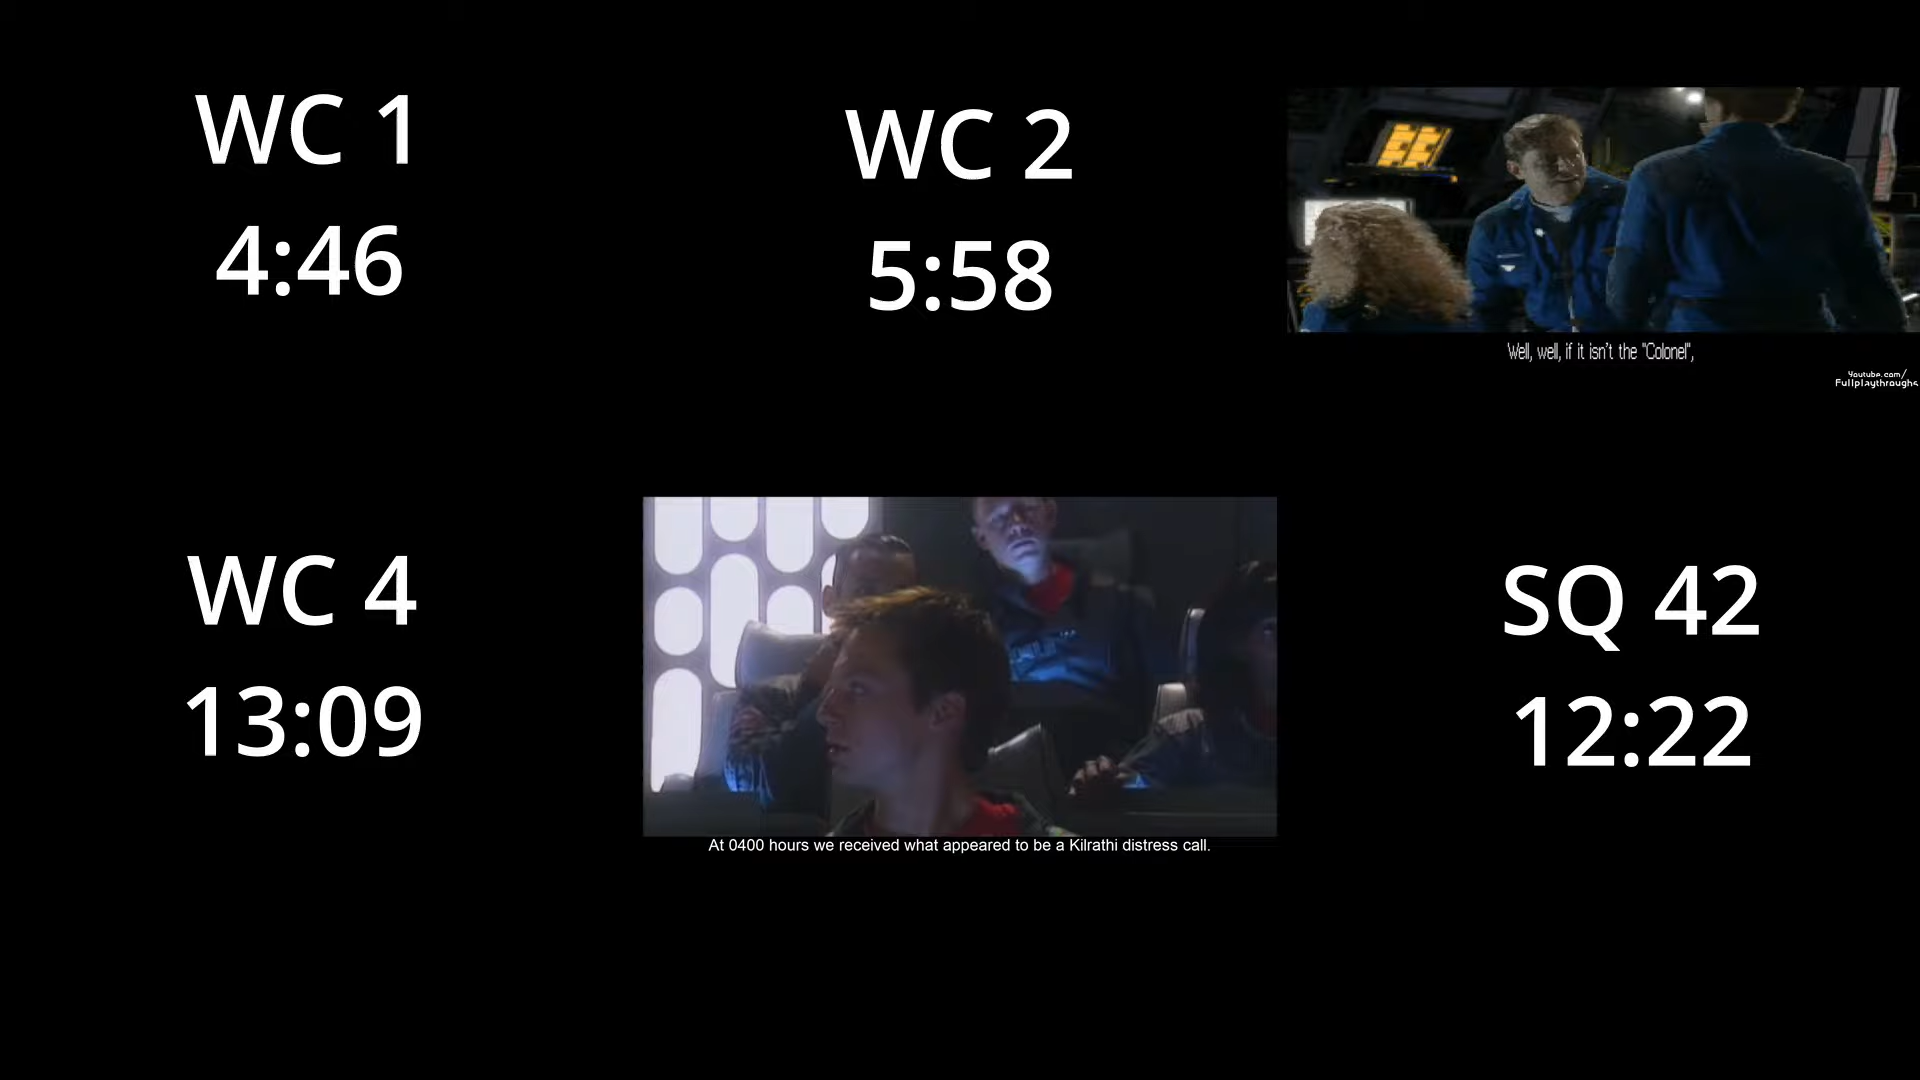 WC 1
4:46
WC 2
5:58
Well, well, if it isn't the "Colonel",
Youtube.com/
Fullplaythroughs
WC 4
13:09
At 0400 hours we received what appeared to be a Kilrathi distress call.
SQ 42
12:22